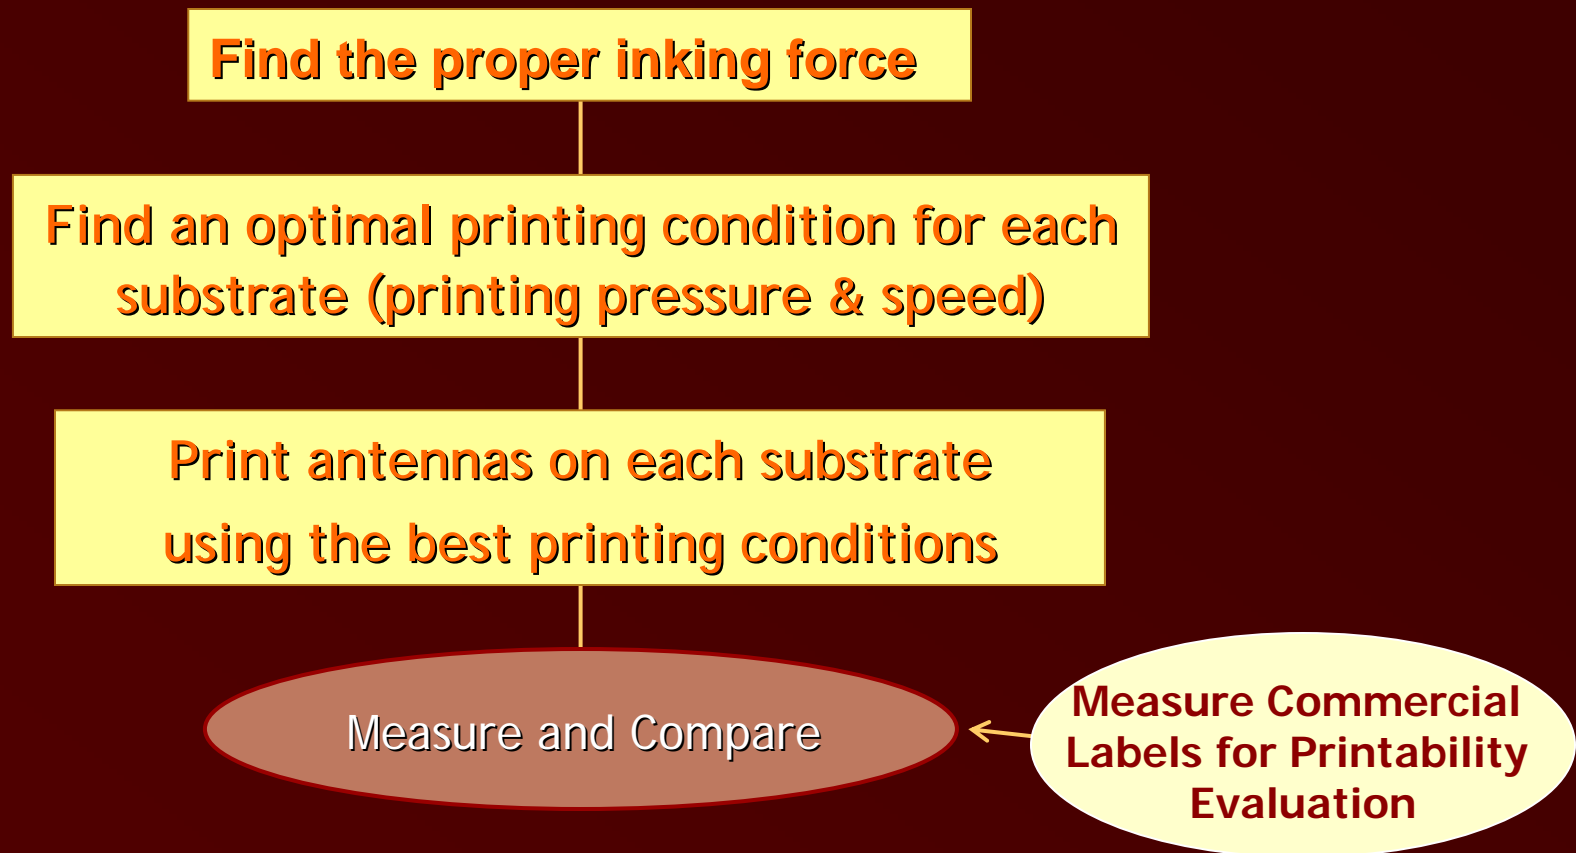 Find the proper inking force
Find an optimal printing condition for each
substrate (printing pressure & speed)
Print antennas on each substrate
using the best printing conditions
Measure and Compare
Measure Commercial
Labels for Printability
Evaluation